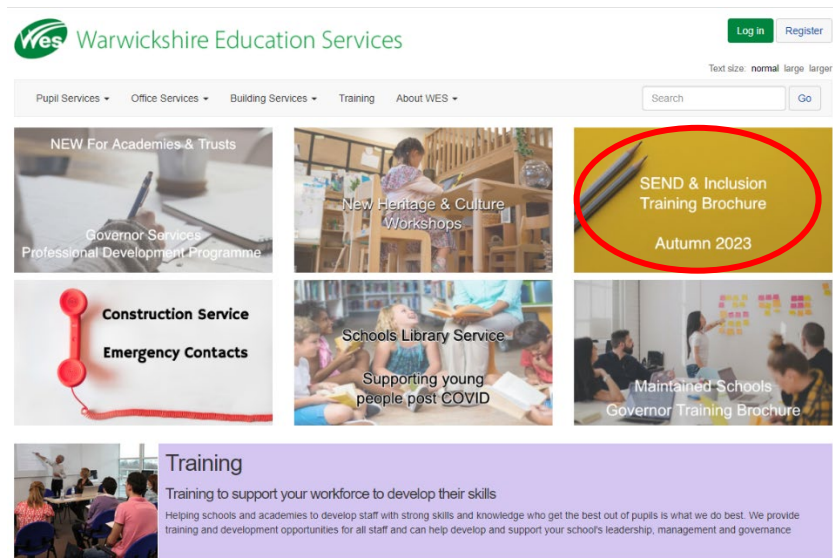 Wes Warwickshire Education Services
Log in Register
Text size: normal large larger
Pupil Services Office Services Building Services Training About WES Search Go
NEW For Academies & Trusts
Governor Services
Professional Development Programme
New Heritage & Culture
Workshops
SEND & Inclusion
Training Brochure
Autumn 2023
Construction Service
Emergency Contacts
Schools Library Service
Supporting young
people post COVID
Maintained Schools
Governor Training Brochure
Training
Training to support your workforce to develop their skills
Helping schools and academies to develop staff with strong skills and knowledge who get the best out of pupils is what we do best. We provide
training and development opportunities for all staff and can help develop and support your school's leadership, management and governance